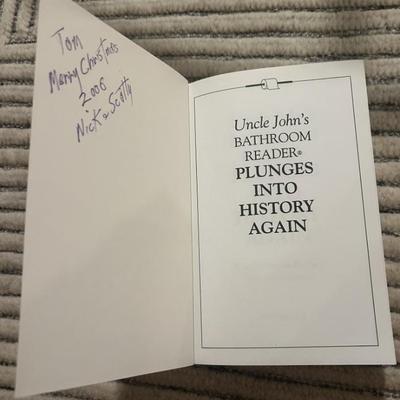 Tom
Merry Christmas
2006
Nick & Scotty
Uncle John's
BATHROOM
READER®
PLUNGES
INTO
HISTORY
AGAIN